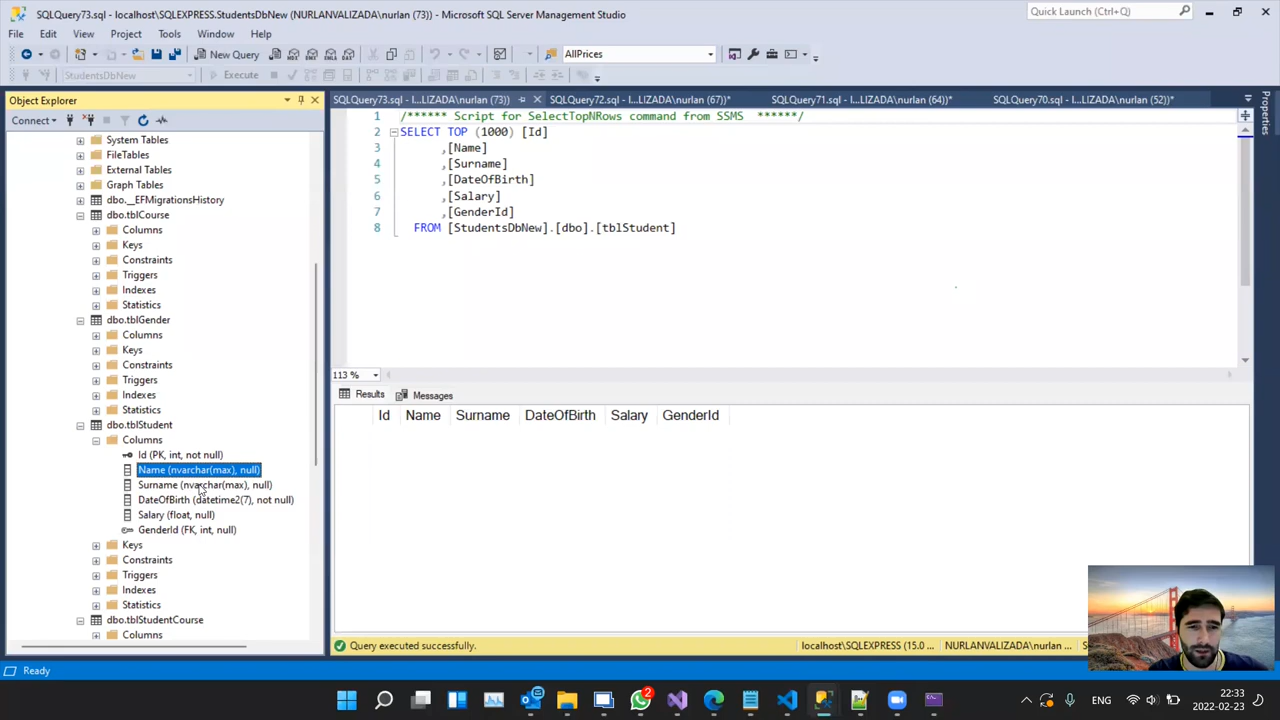 SQLQuery73.sql - localhost\SQLEXPRESS.StudentsDbNew (NURLANVALIZADA\nurlan (73)) - Microsoft SQL Server Management Studio
Quick Launch (Ctrl+Q)
File Edit View Project Tools Window Help
New Query
AllPrices
StudentsDbNew
Execute
Object Explorer
Connect
System Tables
FileTables
External Tables
Graph Tables
dbo.__EFMigrationsHistory
dbo.tblCourse
Columns
Keys
Constraints
Triggers
Indexes
Statistics
dbo.tblGender
Columns
Keys
Constraints
Triggers
Indexes
Statistics
dbo.tblStudent
Columns
Id (PK, int, not null)
Name (nvarchar(max), null)
Surname (nvarchar(max), null)
DateOfBirth (datetime2(7), not null)
Salary (float, null)
GenderId (FK, int, null)
Keys
Constraints
Triggers
Indexes
Statistics
dbo.tblStudentCourse
Columns
SQLQuery73.sql - l...LIZADA\nurlan (73)) SQLQuery72.sql - l...LIZADA\nurlan (67))* SQLQuery71.sql - l...LIZADA\nurlan (64))* SQLQuery70.sql - l...LIZADA\nurlan (52))*
1 /****** Script for SelectTopNRows command from SSMS ******/
2 SELECT TOP (1000) [Id]
3 ,[Name]
4 ,[Surname]
5 ,[DateOfBirth]
6 ,[Salary]
7 ,[GenderId]
8 FROM [StudentsDbNew].[dbo].[tblStudent]
Properties
113 %
Results Messages
Id Name Surname DateOfBirth Salary GenderId
Query executed successfully.
localhost\SQLEXPRESS (15.0 ... NURLANVALIZADA\nurlan ...
Ready
2
ENG
22:33
2022-02-23